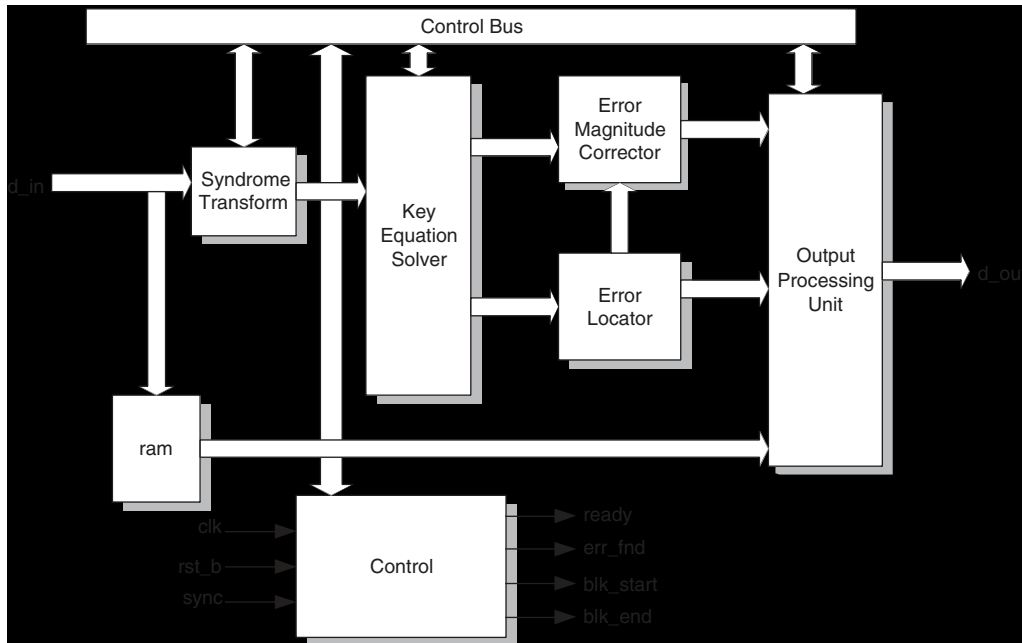 Control Bus
Error
Magnitude
Corrector
Syndrome
Transform
d_in
Key
Equation
Solver
Output
Processing
Unit
d_out
Error
Locator
ram
clk
rst_b
sync
Control
ready
err_fnd
blk_start
blk_end